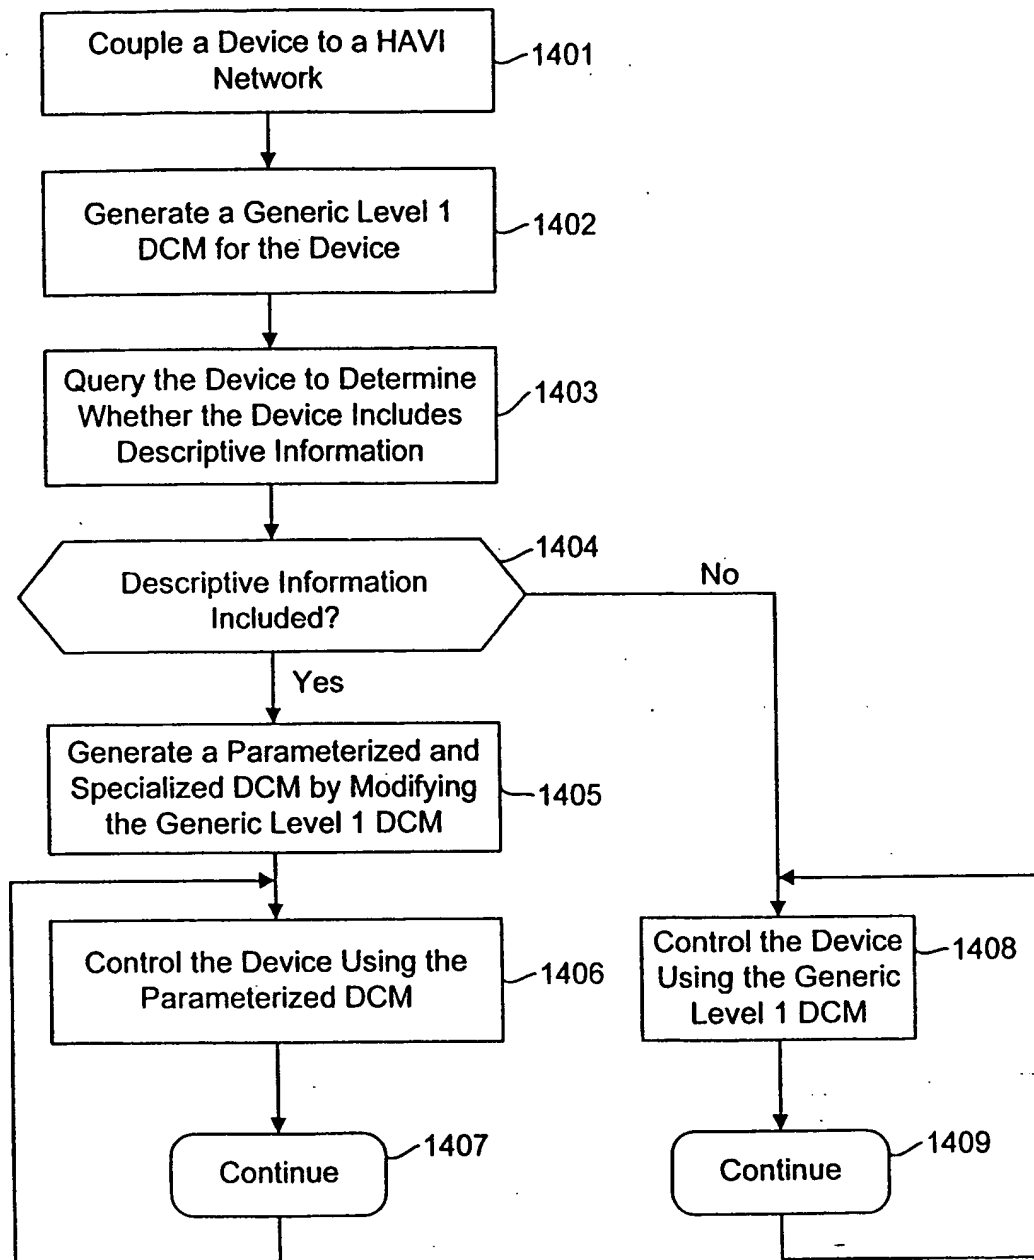 Couple a Device to a HAVI
Network
1401
Generate a Generic Level 1
DCM for the Device
1402
Query the Device to Determine
Whether the Device Includes
Descriptive Information
1403
Descriptive Information
Included?
1404
No
Yes
Generate a Parameterized and
Specialized DCM by Modifying
the Generic Level 1 DCM
1405
Control the Device Using the
Parameterized DCM
1406
Control the Device
Using the Generic
Level 1 DCM
1408
Continue
1407
Continue
1409